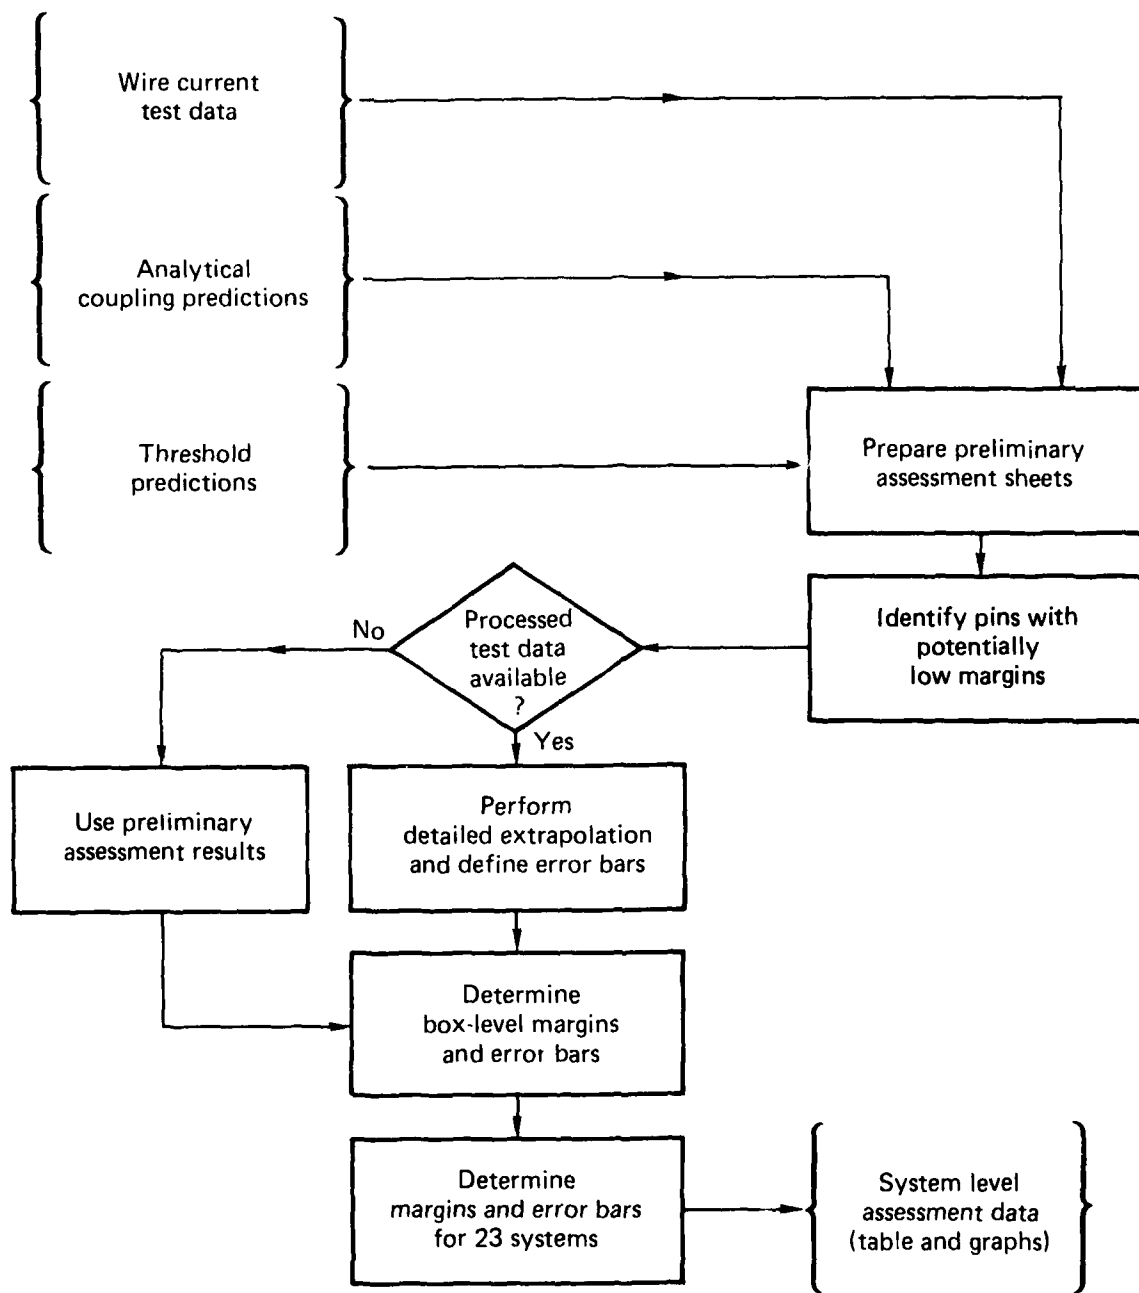 Wire current
test data
Analytical
coupling predictions
Threshold
predictions
Prepare preliminary
assessment sheets
Identify pins with
potentially
low margins
Processed
test data
available
?
No
Yes
Use preliminary
assessment results
Perform
detailed extrapolation
and define error bars
Determine
box-level margins
and error bars
Determine
margins and error bars
for 23 systems
System level
assessment data
(table and graphs)